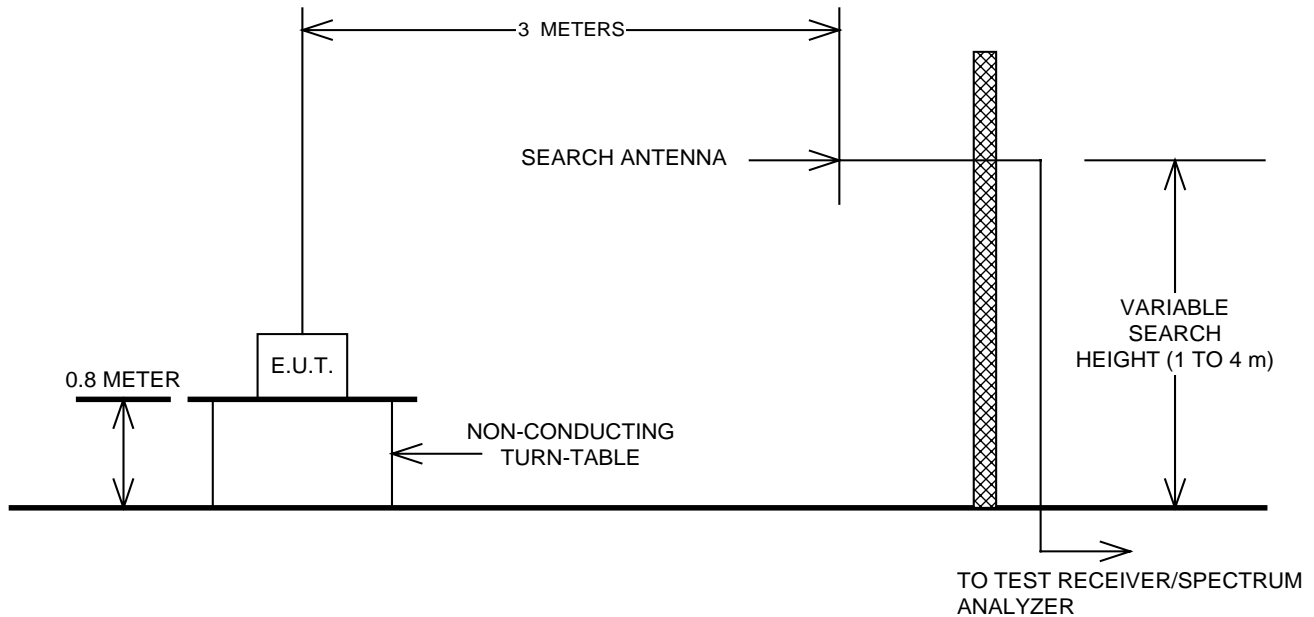 3 METERS
SEARCH ANTENNA
VARIABLE
SEARCH
HEIGHT (1 TO 4 m)
E.U.T.
0.8 METER
NON-CONDUCTING
TURN-TABLE
TO TEST RECEIVER/SPECTRUM
ANALYZER